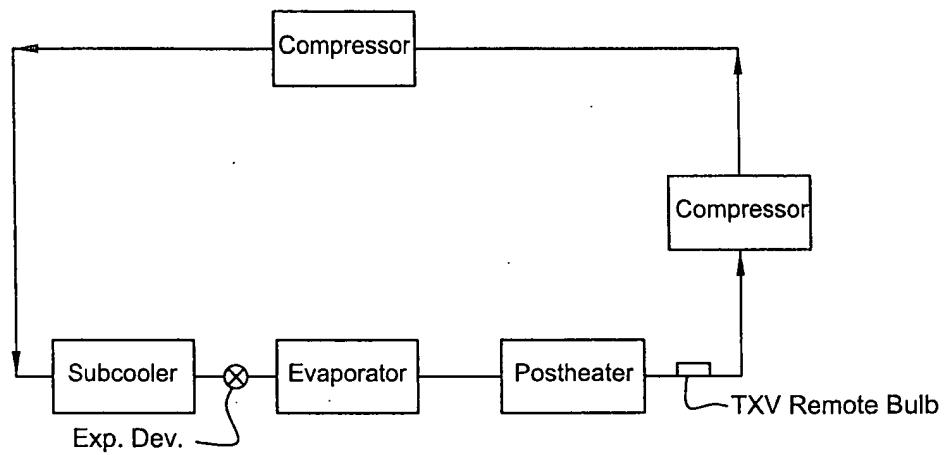 Compressor
Compressor
Subcooler
Evaporator
Postheater
TXV Remote Bulb
Exp. Dev.